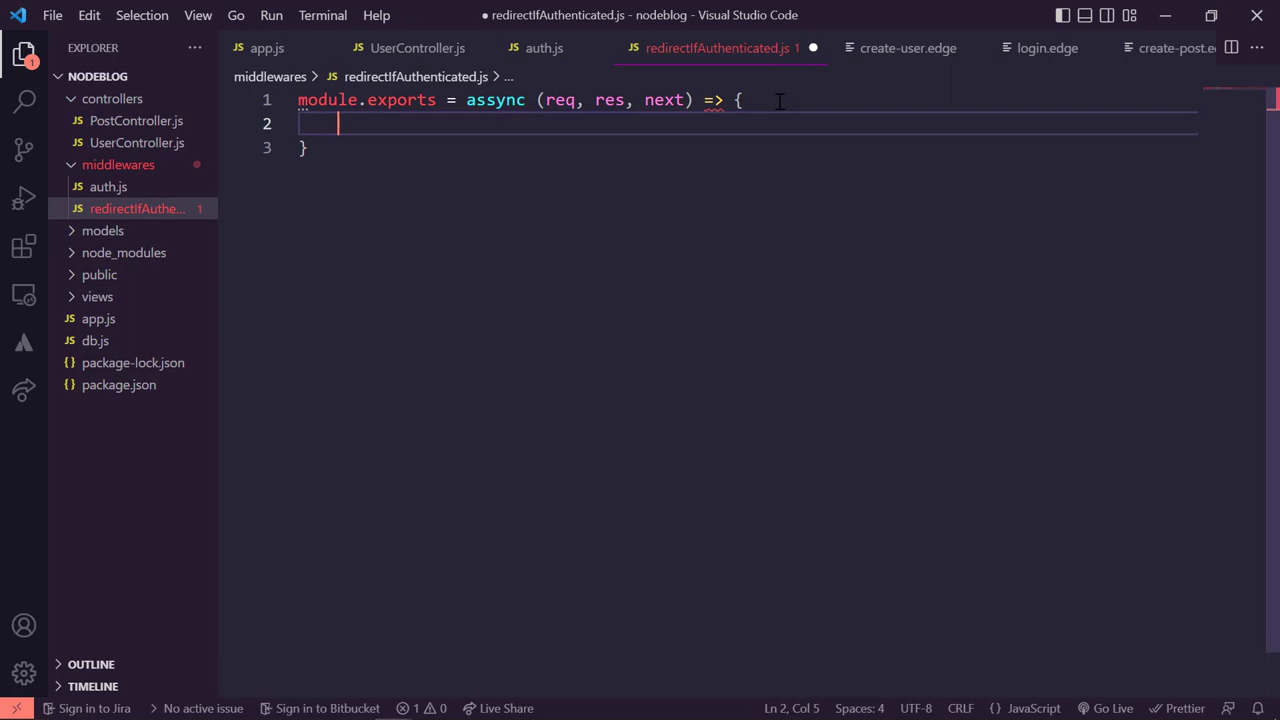 File Edit Selection View Go Run Terminal Help
● redirectIfAuthenticated.js - nodeblog - Visual Studio Code
EXPLORER
app.js
UserController.js
auth.js
redirectIfAuthenticated.js 1
create-user.edge
login.edge
create-post.ec
1
NODEBLOG
middlewares > redirectIfAuthenticated.js > ...
controllers
PostController.js
UserController.js
middlewares
auth.js
redirectIfAuthe... 1
models
node_modules
public
views
app.js
db.js
package-lock.json
package.json
1 module.exports = assync (req, res, next) => {
2
3 }
OUTLINE
TIMELINE
Sign in to Jira No active issue Sign in to Bitbucket 1 0 Live Share Ln 2, Col 5 Spaces: 4 UTF-8 CRLF {} JavaScript Go Live Prettier